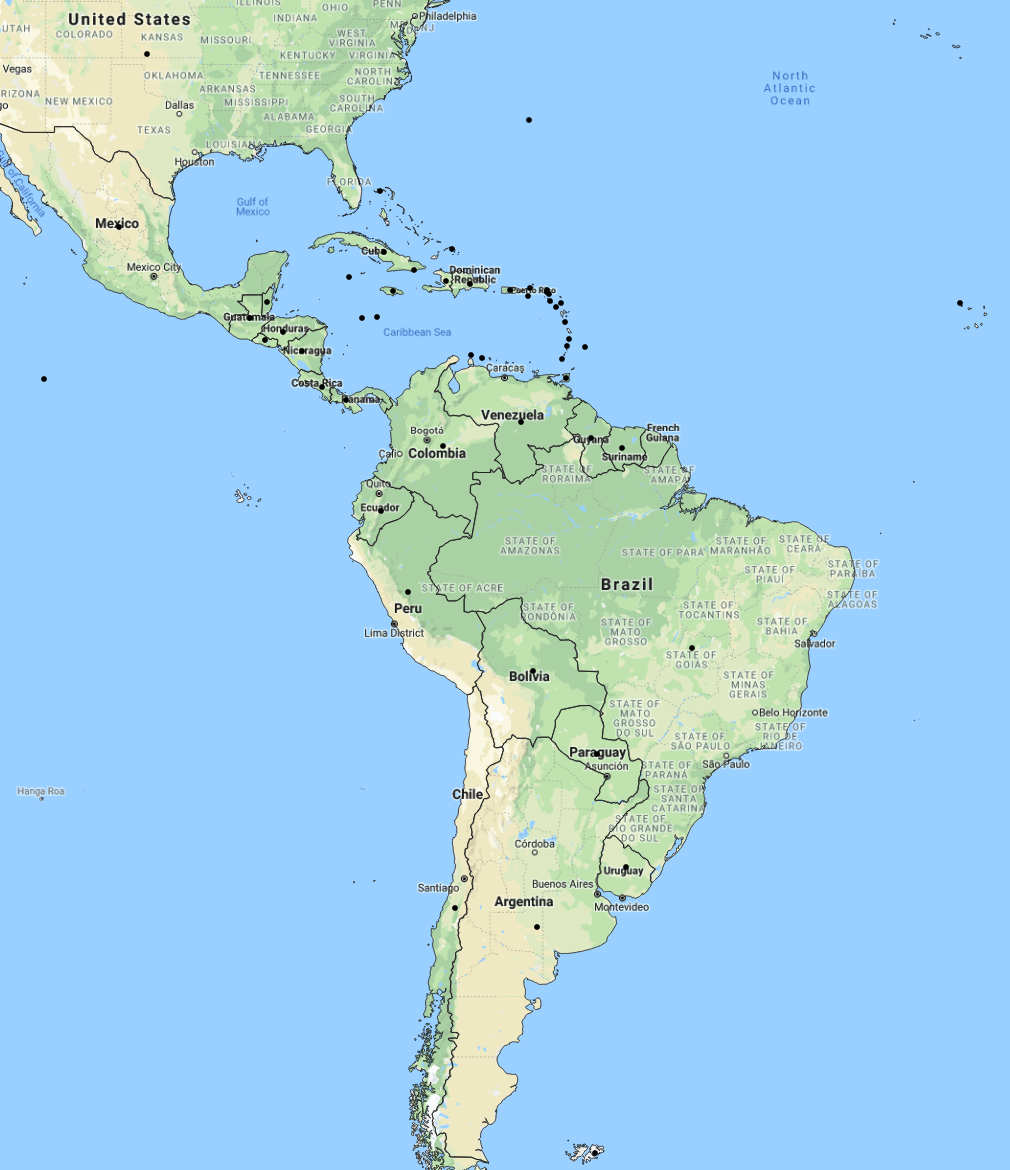 ILLINOIS
OHIO
PENN
Philadelphia
United States
INDIANA
MD
NJ
UTAH
COLORADO
KANSAS
MISSOURI
WEST
VIRGINIA
KENTUCKY
VIRGINIA
Vegas
OKLAHOMA
TENNESSEE
NORTH
CAROLINA
North
Atlantic
Ocean
RIZONA
NEW MEXICO
ARKANSAS
MISSISSIPPI
SOUTH
CAROLINA
go
Dallas
ALABAMA
TEXAS
GEORGIA
LOUISIANA
Houston
FLORIDA
Gulf of California
Gulf of
Mexico
Mexico
Cuba
Mexico City
Dominican
Republic
Puerto Rico
Guatemala
Honduras
Caribbean Sea
Nicaragua
Caracas
Costa Rica
Panama
Venezuela
Bogotá
Guyana
French
Guiana
Cali
Colombia
Suriname
STATE OF
RORAIMA
STATE OF
AMAPÁ
Quito
Ecuador
STATE OF
AMAZONAS
STATE OF PARÁ
STATE OF
MARANHÃO
STATE OF
CEARÁ
STATE OF
PIAUÍ
STATE OF
PARAÍBA
STATE OF ACRE
Brazil
STATE OF
ALAGOAS
Peru
STATE OF
RONDÔNIA
STATE OF
TOCANTINS
Lima District
STATE OF
MATO
GROSSO
STATE OF
BAHIA
Salvador
STATE OF
GOIÁS
Bolivia
STATE OF
MINAS
GERAIS
STATE OF
MATO
GROSSO
DO SUL
Belo Horizonte
STATE OF
RIO DE
JANEIRO
STATE OF
SÃO PAULO
Paraguay
Asunción
São Paulo
STATE OF
PARANÁ
Hanga Roa
Chile
STATE OF
SANTA
CATARINA
STATE OF
RIO GRANDE
DO SUL
Córdoba
Uruguay
Santiago
Buenos Aires
Argentina
Montevideo